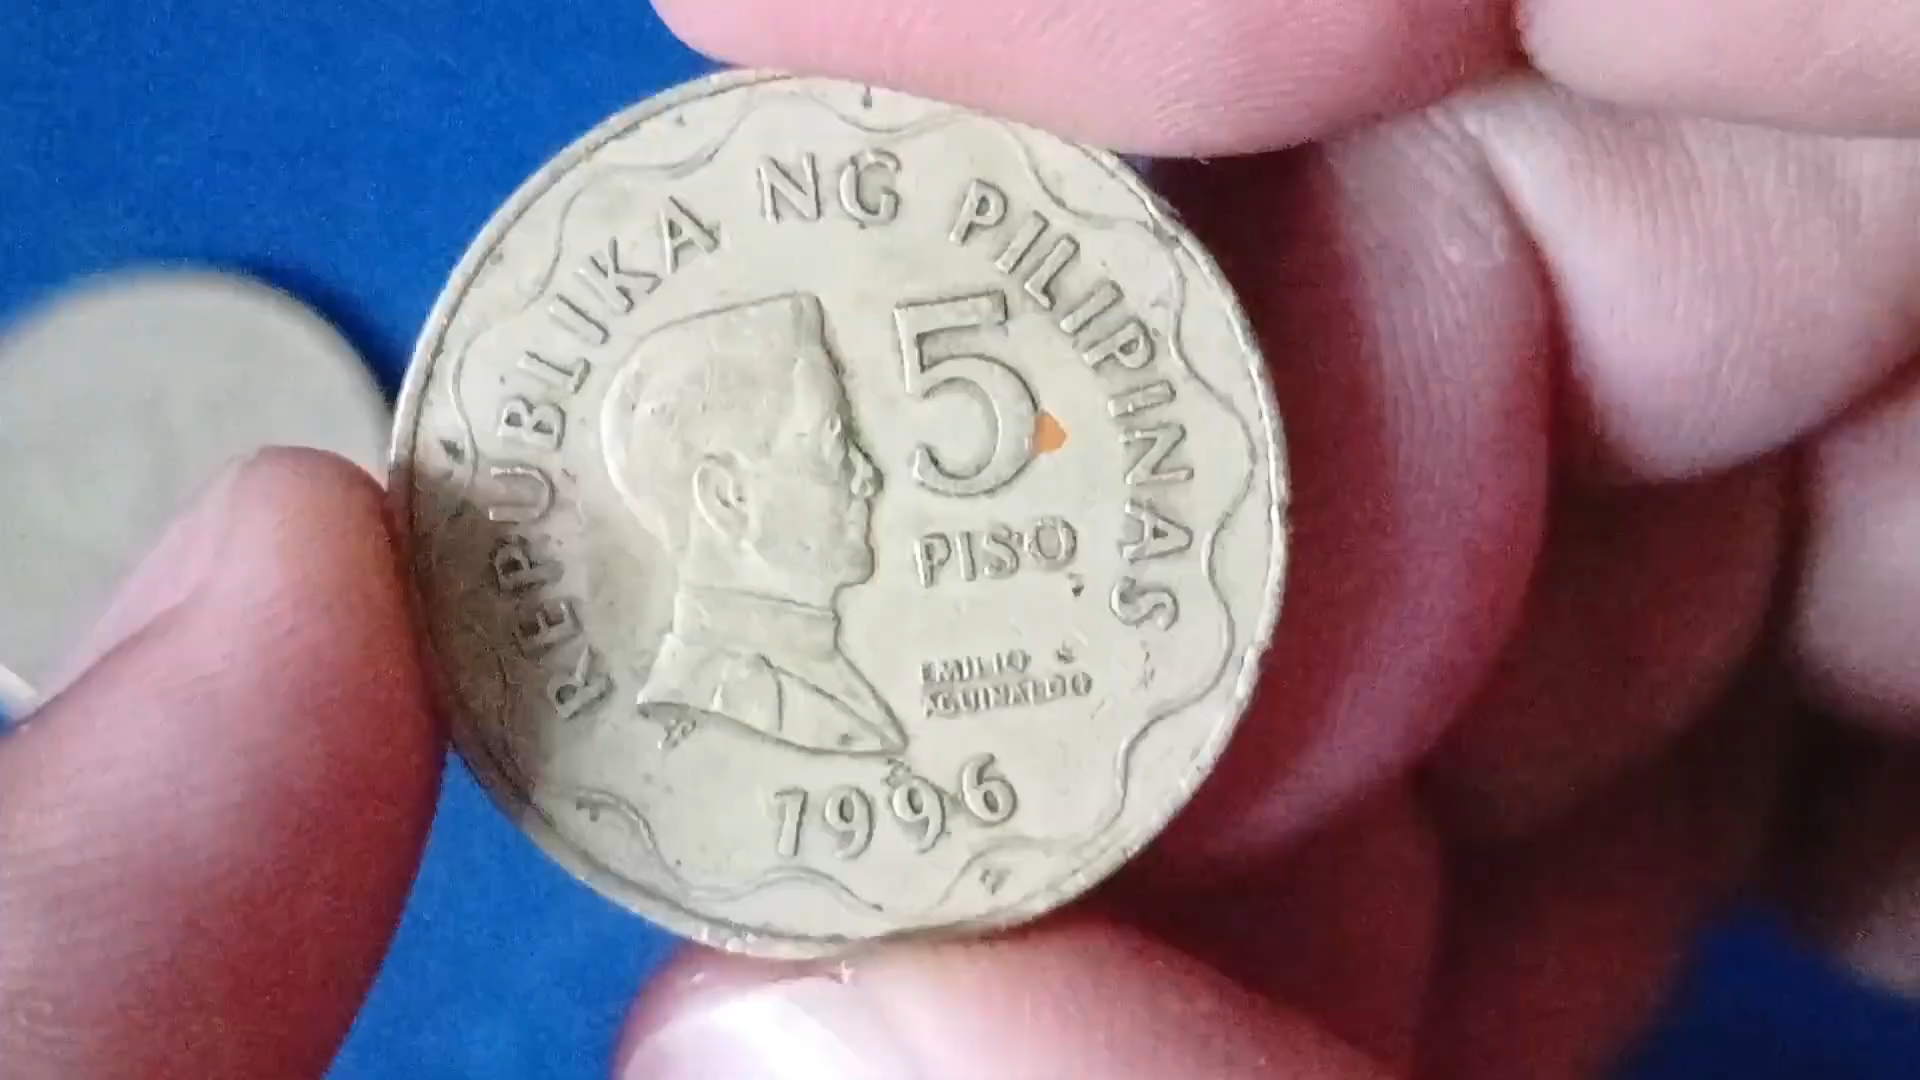 REPUBLIKA NG PILIPINAS
5
PISO
EMILIO
AGUINALDO
1996